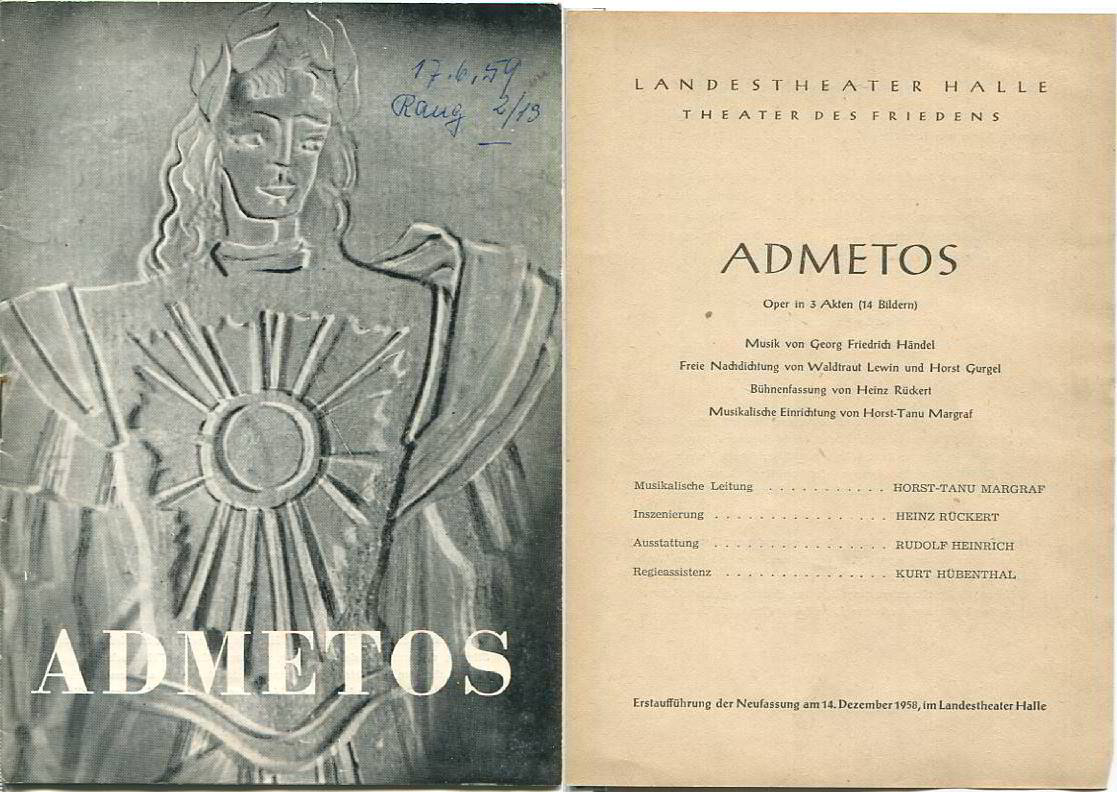 17.6.59
Rang 2/13
ADMETOS
LANDESTHEATER HALLE
THEATER DES FRIEDENS
ADMETOS
Oper in 3 Akten (14 Bildern)
Musik von Georg Friedrich Händel
Freie Nachdichtung von Waldtraut Lewin und Horst Gurgel
Bühnenfassung von Heinz Rückert
Musikalische Einrichtung von Horst-Tanu Margraf
Musikalische Leitung . . . . . . . . . . . HORST-TANU MARGRAF
Inszenierung . . . . . . . . . . . . . . . . HEINZ RÜCKERT
Ausstattung . . . . . . . . . . . . . . . . RUDOLF HEINRICH
Regieassistenz . . . . . . . . . . . . . . . KURT HÜBENTHAL
Erstaufführung der Neufassung am 14. Dezember 1958, im Landestheater Halle